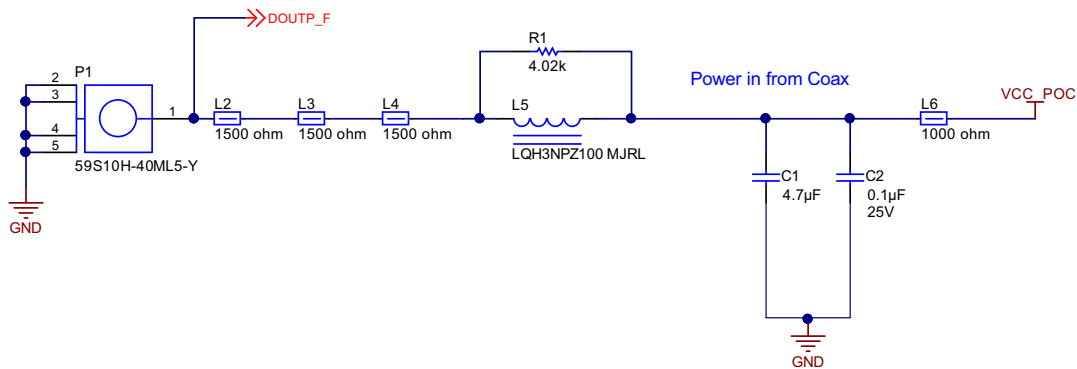 DOUTP_F
P1
2
3
4
5
1
59S10H-40ML5-Y
GND
L2
1500 ohm
L3
1500 ohm
L4
1500 ohm
R1
4.02k
L5
LQH3NPZ100 MJRL
Power in from Coax
C1
4.7µF
C2
0.1µF
25V
GND
L6
1000 ohm
VCC_POC